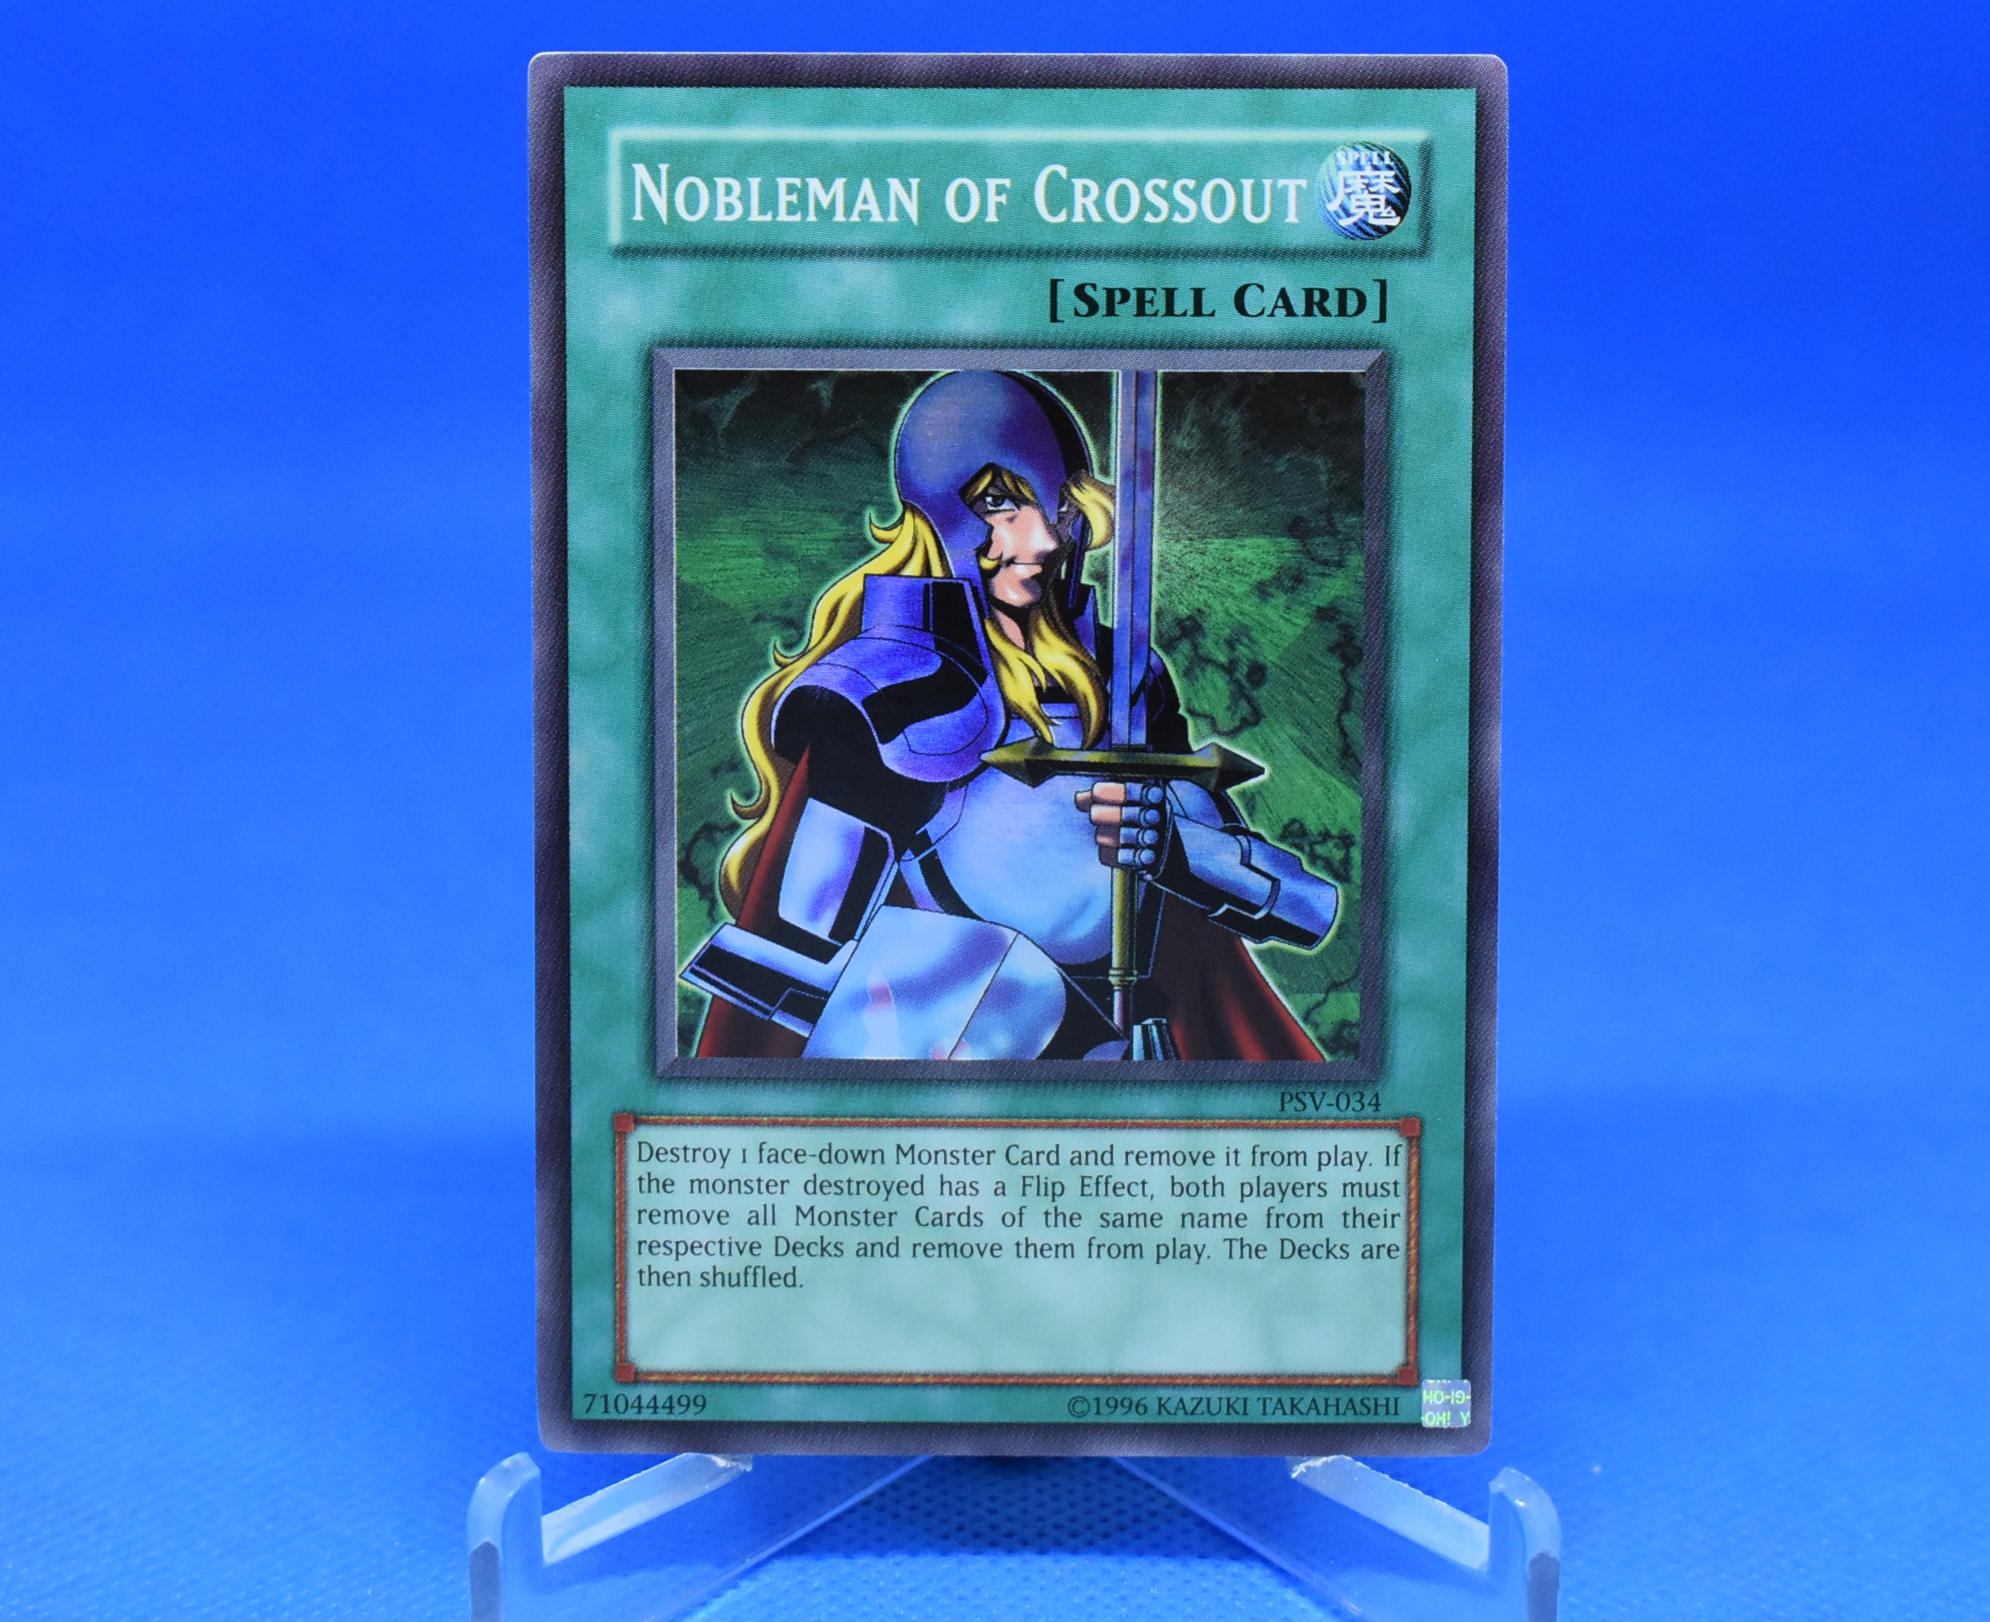 NOBLEMAN OF CROSSOUT
SPELL
魔
[SPELL CARD]
PSV-034
Destroy 1 face-down Monster Card and remove it from play. If
the monster destroyed has a Flip Effect, both players must
remove all Monster Cards of the same name from their
respective Decks and remove them from play. The Decks are
then shuffled.
71044499
©1996 KAZUKI TAKAHASHI